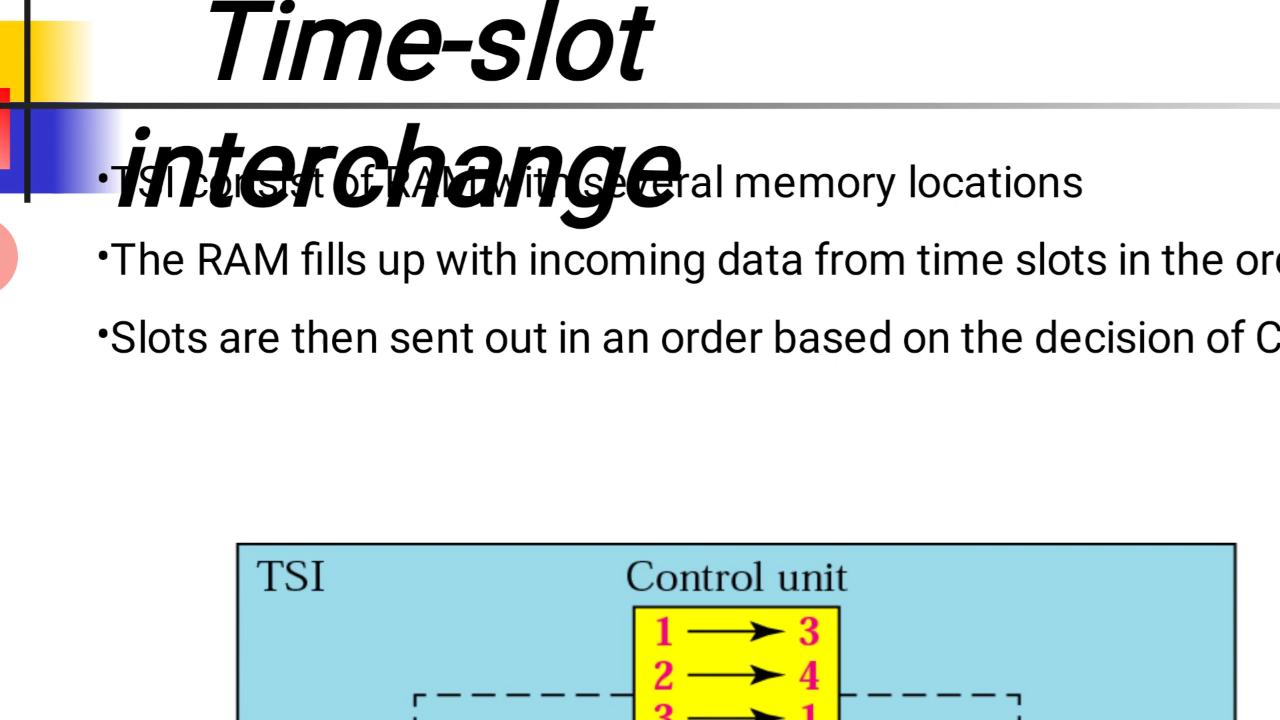 Time-slot
interchange
•TSI consist of RAM with several memory locations
•The RAM fills up with incoming data from time slots in the
•Slots are then sent out in an order based on the decision of
TSI
Control unit
1 → 3
2 → 4
3 → 1